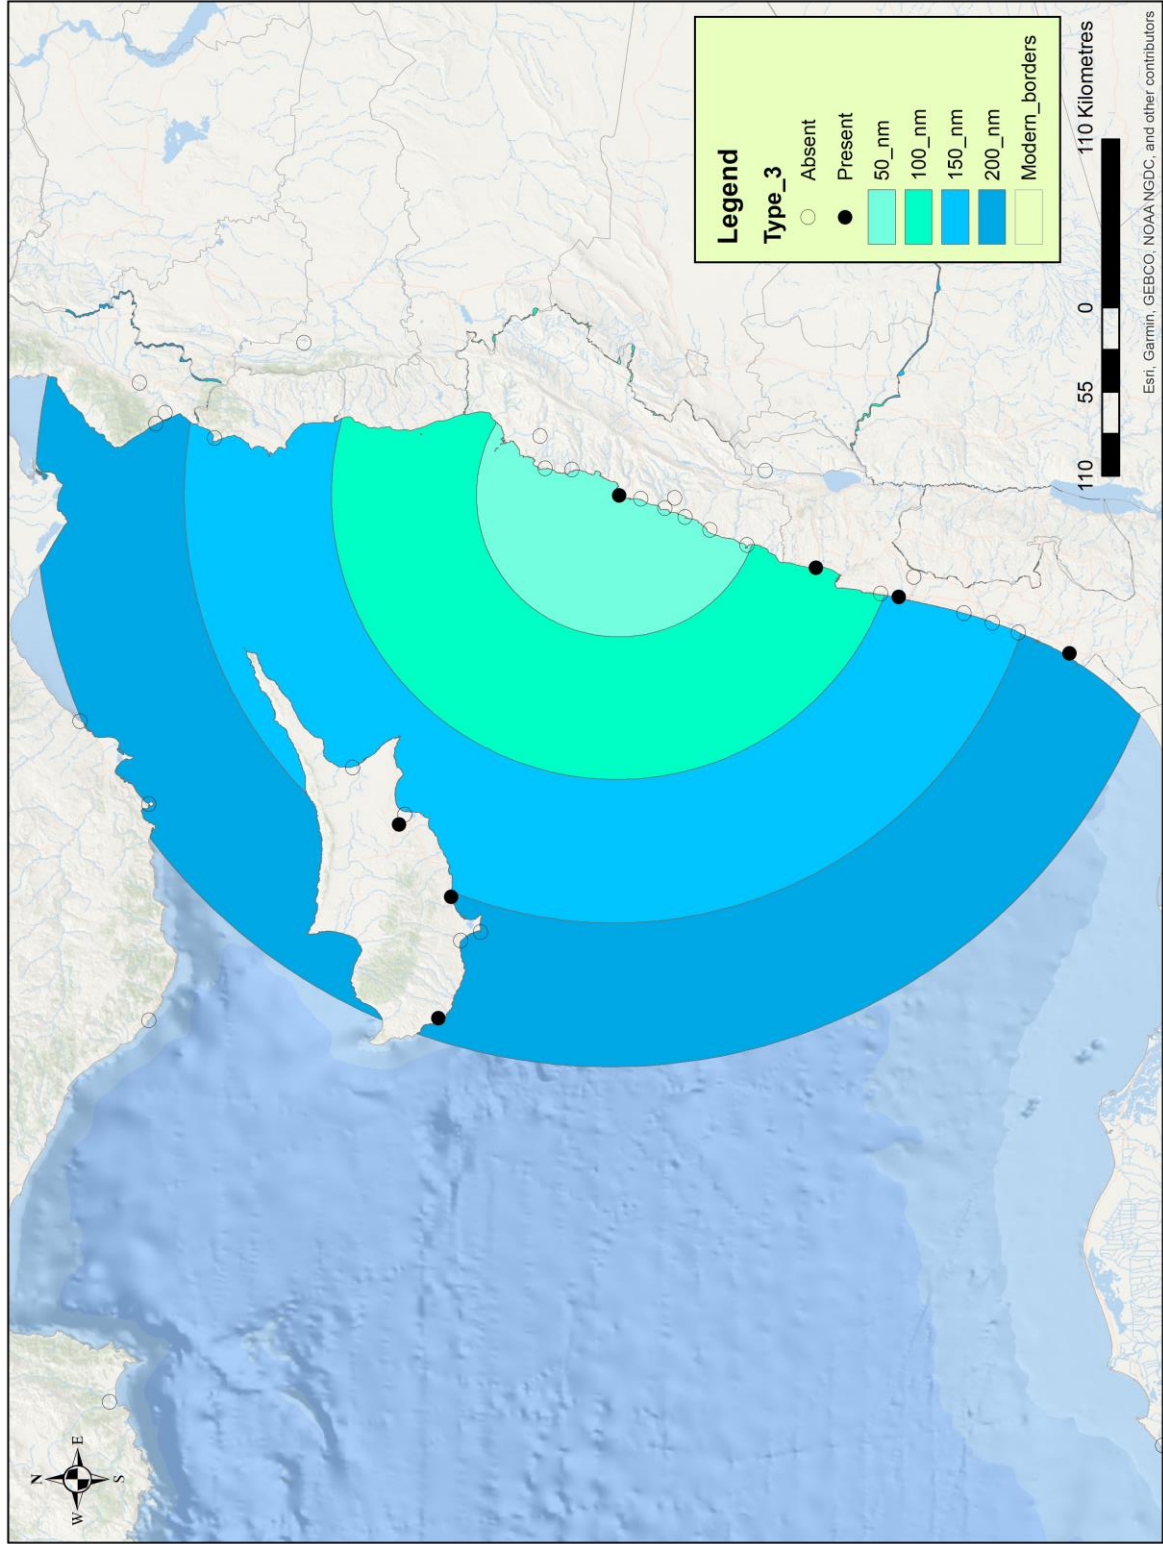 N
W E
S
Legend
Type_3
Absent
Present
50_nm
100_nm
150_nm
200_nm
Modern_borders
110 55 0 110 Kilometres
Esri, Garmin, GEBCO, NOAA NGDC, and other contributors